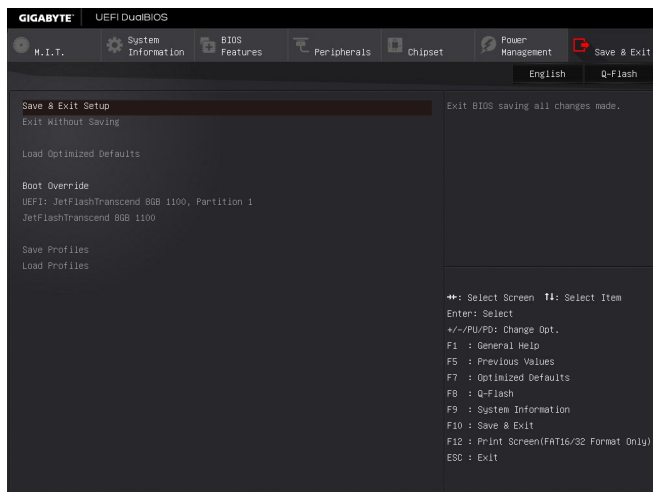 GIGABYTE™ UEFI DualBIOS
M.I.T. System Information BIOS Features Peripherals Chipset Power Management Save & Exit
English Q-Flash
Save & Exit Setup
Exit Without Saving
Load Optimized Defaults
Boot Override
UEFI: JetFlashTranscend 8GB 1100, Partition 1
JetFlashTranscend 8GB 1100
Save Profiles
Load Profiles
Exit BIOS saving all changes made.
→←: Select Screen ↑↓: Select Item
Enter: Select
+/-/PU/PD: Change Opt.
F1 : General Help
F5 : Previous Values
F7 : Optimized Defaults
F8 : Q-Flash
F9 : System Information
F10 : Save & Exit
F12 : Print Screen(FAT16/32 Format Only)
ESC : Exit